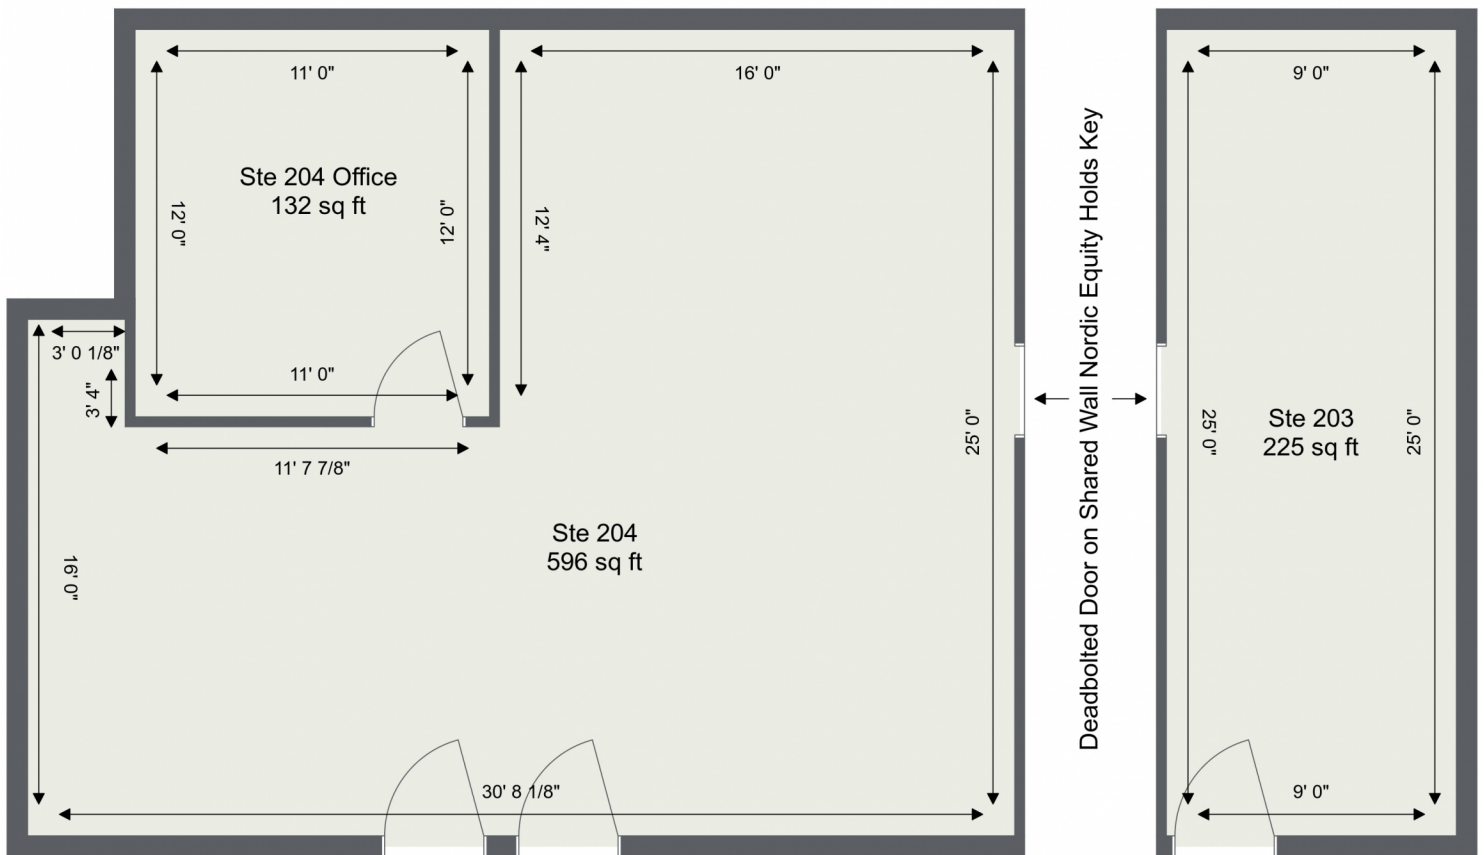 11' 0"
16' 0"
9' 0"
Ste 204 Office
132 sq ft
12' 0"
12' 0"
12' 4"
Deadbolted Door on Shared Wall Nordic Equity Holds Key
3' 0 1/8"
3' 4"
11' 0"
11' 7 7/8"
25' 0"
25' 0"
Ste 203
225 sq ft
25' 0"
Ste 204
596 sq ft
16' 0"
30' 8 1/8"
9' 0"